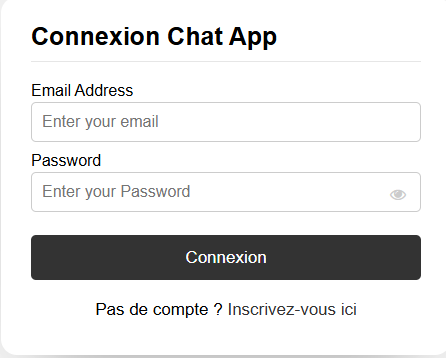 Connexion Chat App
Email Address
Enter your email
Password
Enter your Password
Connexion
Pas de compte ? Inscrivez-vous ici